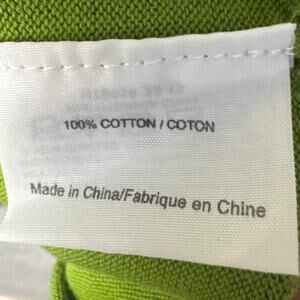 100% COTTON / COTON
Made in China/Fabrique en Chine